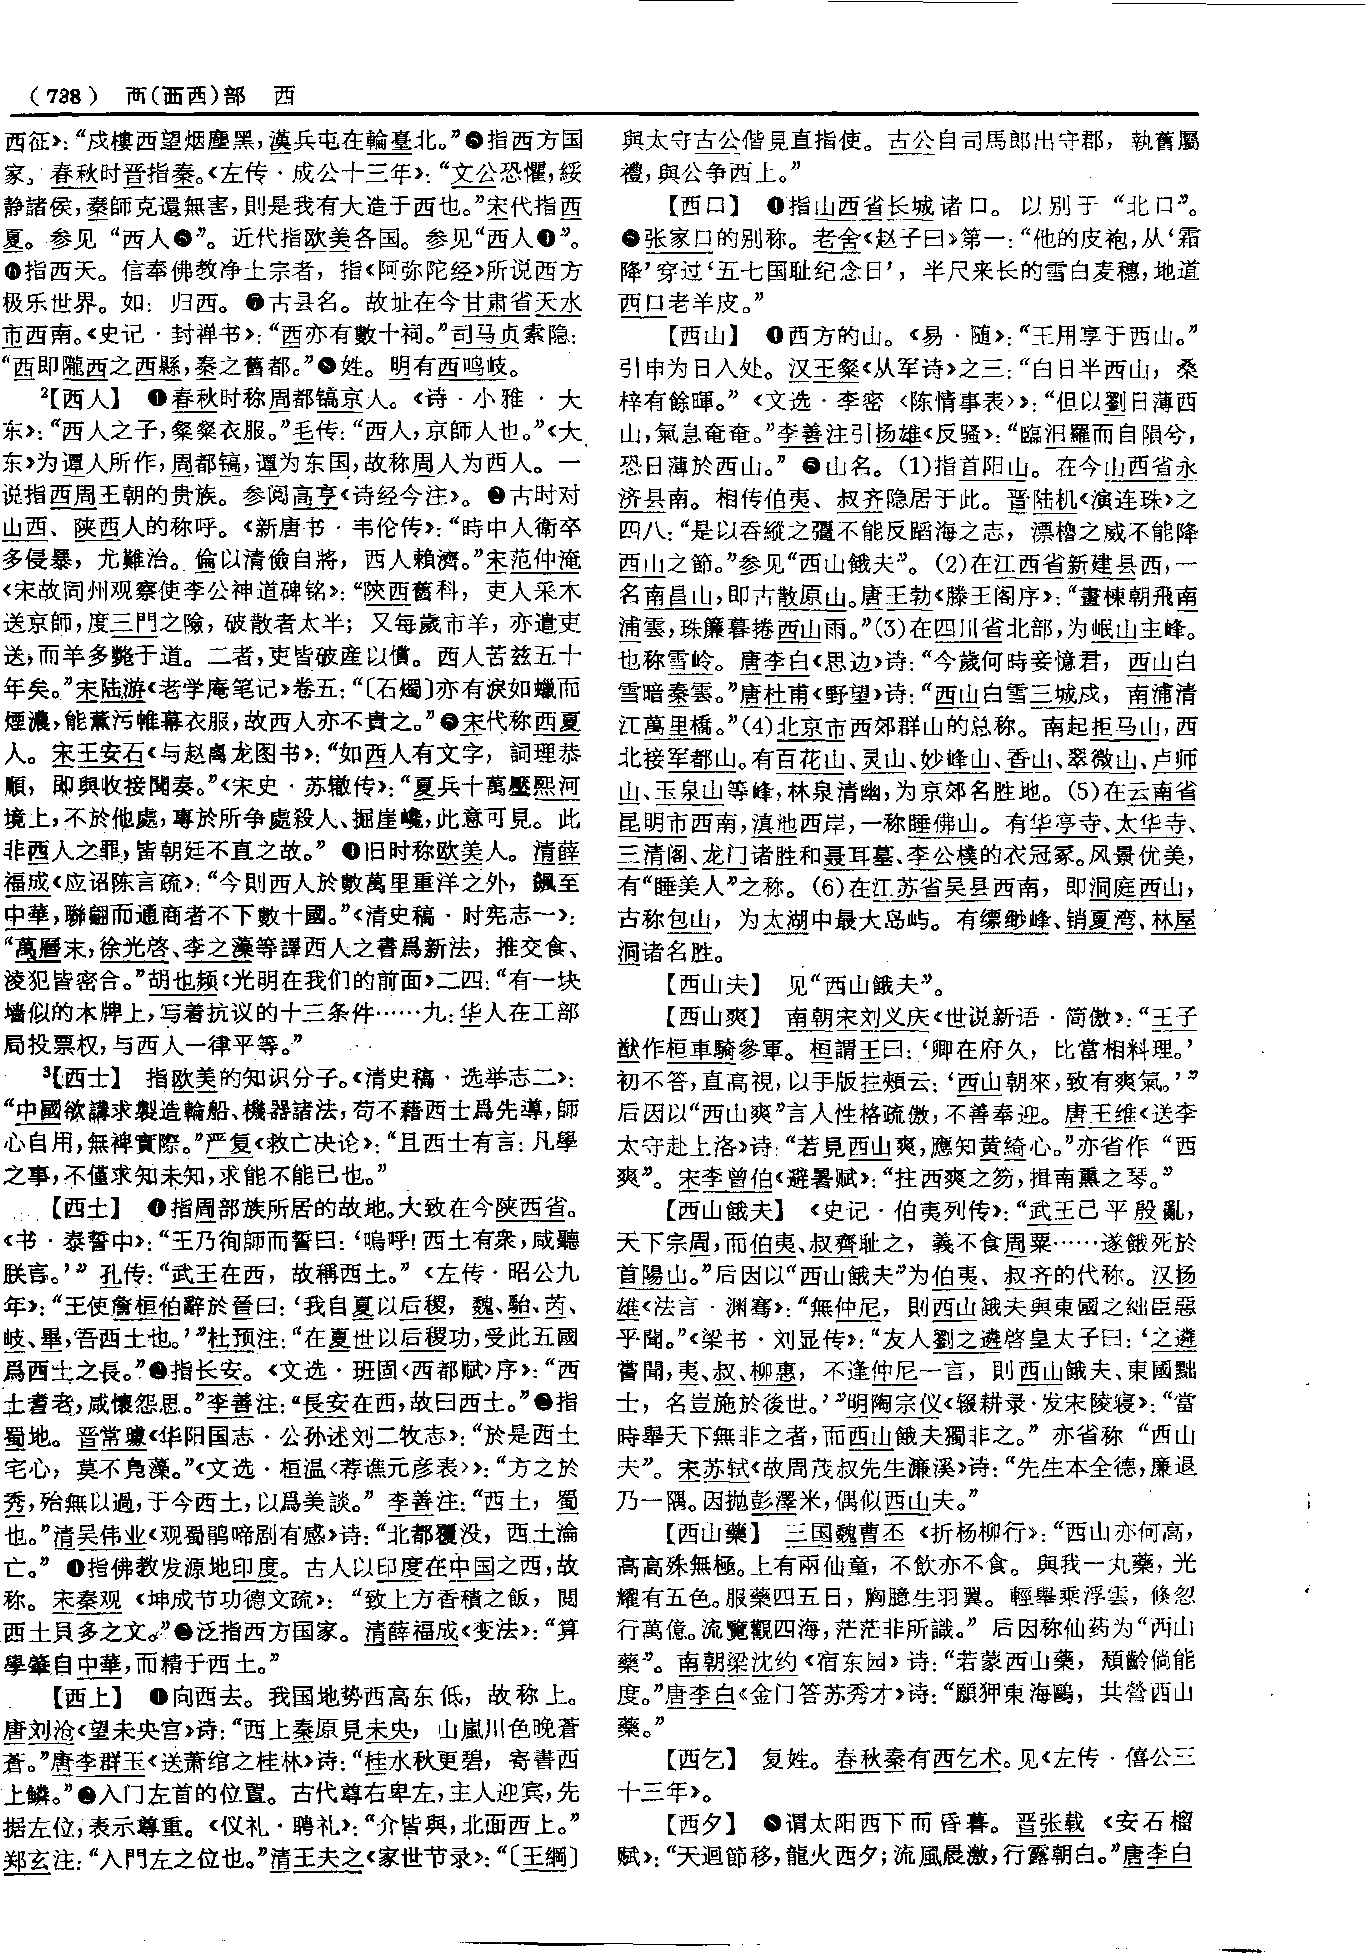 （738） 襾(西西)部 西
西征》：“戍樓西望烟塵黑，漢兵屯在輪臺北。”❺指西方国
家。春秋时晋指秦。《左传·成公十三年》：“文公恐懼，綏
静諸侯，秦師克還無害，則是我有大造于西也。”宋代指西
夏。参见“西人❸”。近代指欧美各国。参见“西人❹”。
❻指西天。信奉佛教净土宗者，指《阿弥陀经》所说西方
极乐世界。如：归西。❼古县名。故址在今甘肃省天水
市西南。《史记·封禅书》：“西亦有數十祠。”司马贞索隐：
“西即隴西之西縣，秦之舊都。”❽姓。明有西鸣岐。
2【西人】 ❶春秋时称周都镐京人。《诗·小雅·大
东》：“西人之子，粲粲衣服。”毛传：“西人，京師人也。”《大
东》为谭人所作，周都镐，谭为东国，故称周人为西人。一
说指西周王朝的贵族。参阅高亨《诗经今注》。❷古时对
山西、陕西人的称呼。《新唐书·韦伦传》：“時中人衛卒
多侵暴，尤難治。倫以清儉自將，西人賴濟。”宋范仲淹
《宋故同州观察使李公神道碑铭》：“陝西舊科，吏人采木
送京師，度三門之險，破散者太半；又每歲市羊，亦遣吏
送，而羊多斃于道。二者，吏皆破産以償。西人苦兹五十
年矣。”宋陆游《老学庵笔记》卷五：“〔石燭〕亦有淚如蠟而
煙濃，能薰污帷幕衣服，故西人亦不貴之。”❸宋代称西夏
人。宋王安石《与赵禼龙图书》：“如西人有文字，詞理恭
順，即與收接聞奏。”《宋史·苏辙传》：“夏兵十萬壓熙河
境上，不於他處，專於所争處殺人、掘崖巉，此意可見。此
非西人之罪，皆朝廷不直之故。”❹旧时称欧美人。清薛
福成《应诏陈言疏》：“今則西人於數萬里重洋之外，飆至
中華，聯翩而通商者不下數十國。”《清史稿·时宪志一》：
“萬曆末，徐光啓、李之藻等譯西人之書爲新法，推交食、
淩犯皆密合。”胡也频《光明在我们的前面》二四：“有一块
墙似的木牌上，写着抗议的十三条件……九：华人在工部
局投票权，与西人一律平等。”
3【西士】 指欧美的知识分子。《清史稿·选举志二》：
“中國欲講求製造輪船、機器諸法，苟不藉西士爲先導，師
心自用，無裨實際。”严复《救亡决论》：“且西士有言：凡學
之事，不僅求知未知，求能不能已也。”
【西土】 ❶指周部族所居的故地。大致在今陕西省。
《书·泰誓中》：“王乃徇師而誓曰：‘嗚呼！西土有衆，咸聽
朕言。’”孔传：“武王在西，故稱西土。”《左传·昭公九
年》：“王使詹桓伯辭於晉曰：‘我自夏以后稷，魏、駘、芮、
岐、畢，吾西土也。’”杜预注：“在夏世以后稷功，受此五國
爲西土之長。”❷指长安。《文选·班固〈西都赋〉序》：“西
土耆老，咸懷怨思。”李善注：“長安在西，故曰西土。”❸指
蜀地。晋常璩《华阳国志·公孙述刘二牧志》：“於是西土
宅心，莫不凫藻。”《文选·桓温〈荐谯元彦表〉》：“方之於
秀，殆無以過，于今西土，以爲美談。”李善注：“西土，蜀
也。”清吴伟业《观蜀鹃啼剧有感》诗：“北都覆没，西土淪
亡。”❹指佛教发源地印度。古人以印度在中国之西，故
称。宋秦观《坤成节功德文疏》：“致上方香積之飯，閲
西土貝多之文。”❺泛指西方国家。清薛福成《变法》：“算
學肇自中華，而精于西土。”
【西上】 ❶向西去。我国地势西高东低，故称上。
唐刘沧《望未央宫》诗：“西上秦原見未央，山嵐川色晚蒼
蒼。”唐李群玉《送萧绾之桂林》诗：“桂水秋更碧，寄書西
上鱗。”❷入门左首的位置。古代尊右卑左，主人迎宾，先
据左位，表示尊重。《仪礼·聘礼》：“介皆與，北面西上。”
郑玄注：“入門左之位也。”清王夫之《家世节录》：“〔王綱〕
與太守古公偕見直指使。古公自司馬郎出守郡，執舊屬
禮，與公争西上。”
【西口】 ❶指山西省长城诸口。以别于“北口”。
❷张家口的别称。老舍《赵子曰》第一：“他的皮袍，从‘霜
降’穿过‘五七国耻纪念日’，半尺来长的雪白麦穗，地道
西口老羊皮。”
【西山】 ❶西方的山。《易·随》：“王用享于西山。”
引申为日入处。汉王粲《从军诗》之三：“白日半西山，桑
梓有餘暉。”《文选·李密〈陈情事表〉》：“但以劉日薄西
山，氣息奄奄。”李善注引扬雄《反骚》：“臨汨羅而自隕兮，
恐日薄於西山。”❷山名。(1)指首阳山。在今山西省永
济县南。相传伯夷、叔齐隐居于此。晋陆机《演连珠》之
四八：“是以吞縱之彊不能反蹈海之志，漂櫓之威不能降
西山之節。”参见“西山餓夫”。(2)在江西省新建县西，一
名南昌山，即古散原山。唐王勃《滕王阁序》：“畫棟朝飛南
浦雲，珠簾暮捲西山雨。”(3)在四川省北部，为岷山主峰。
也称雪岭。唐李白《思边》诗：“今歲何時妾憶君，西山白
雪暗秦雲。”唐杜甫《野望》诗：“西山白雪三城戍，南浦清
江萬里橋。”(4)北京市西郊群山的总称。南起拒马山，西
北接军都山。有百花山、灵山、妙峰山、香山、翠微山、卢师
山、玉泉山等峰，林泉清幽，为京郊名胜地。(5)在云南省
昆明市西南，滇池西岸，一称睡佛山。有华亭寺、太华寺、
三清阁、龙门诸胜和聂耳墓、李公樸的衣冠冢。风景优美，
有“睡美人”之称。(6)在江苏省吴县西南，即洞庭西山，
古称包山，为太湖中最大岛屿。有缥缈峰、销夏湾、林屋
洞诸名胜。
【西山夫】 见“西山餓夫”。
【西山爽】 南朝宋刘义庆《世说新语·简傲》：“王子
猷作桓車騎參軍。桓謂王曰：‘卿在府久，比當相料理。’
初不答，直高視，以手版拄頰云：‘西山朝來，致有爽氣。’”
后因以“西山爽”言人性格疏傲，不善奉迎。唐王维《送李
太守赴上洛》诗：“若見西山爽，應知黄綺心。”亦省作“西
爽”。宋李曾伯《避暑赋》：“拄西爽之笏，揖南薰之琴。”
【西山餓夫】 《史记·伯夷列传》：“武王已平殷亂，
天下宗周，而伯夷、叔齊耻之，義不食周粟……遂餓死於
首陽山。”后因以“西山餓夫”为伯夷、叔齐的代称。汉扬
雄《法言·渊骞》：“無仲尼，則西山餓夫與東國之絀臣惡
乎聞。”《梁书·刘显传》：“友人劉之遴啓皇太子曰：‘之遴
嘗聞，夷、叔、柳惠，不逢仲尼一言，則西山餓夫、東國黜
士，名豈施於後世。’”明陶宗仪《辍耕录·发宋陵寝》：“當
時舉天下無非之者，而西山餓夫獨非之。”亦省称“西山
夫”。宋苏轼《故周茂叔先生濂溪》诗：“先生本全德，廉退
乃一隅。因抛彭澤米，偶似西山夫。”
【西山藥】 三国魏曹丕《折杨柳行》：“西山亦何高，
高高殊無極。上有兩仙童，不飲亦不食。與我一丸藥，光
耀有五色。服藥四五日，胸臆生羽翼。輕舉乘浮雲，倏忽
行萬億。流覽觀四海，茫茫非所識。”后因称仙药为“西山
藥”。南朝梁沈约《宿东园》诗：“若蒙西山藥，頽齡倘能
度。”唐李白《金门答苏秀才》诗：“願狎東海鷗，共營西山
藥。”
【西乞】 复姓。春秋秦有西乞术。见《左传·僖公三
十三年》。
【西夕】 ❶谓太阳西下而昏暮。晋张载《安石榴
赋》：“天迴節移，龍火西夕；流風晨激，行露朝白。”唐李白